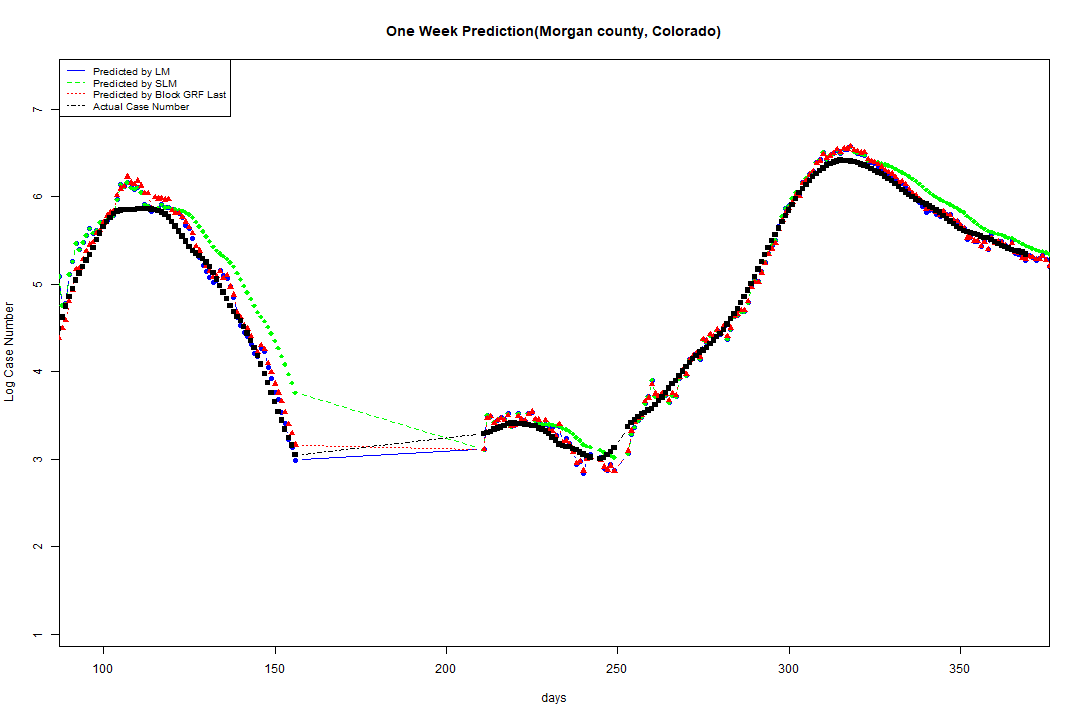 One Week Prediction(Morgan county, Colorado)
Predicted by LM
Predicted by SLM
Predicted by Block GRF Last
Actual Case Number
7
6
5
4
3
2
1
Log Case Number
100 150 200 250 300 350
days